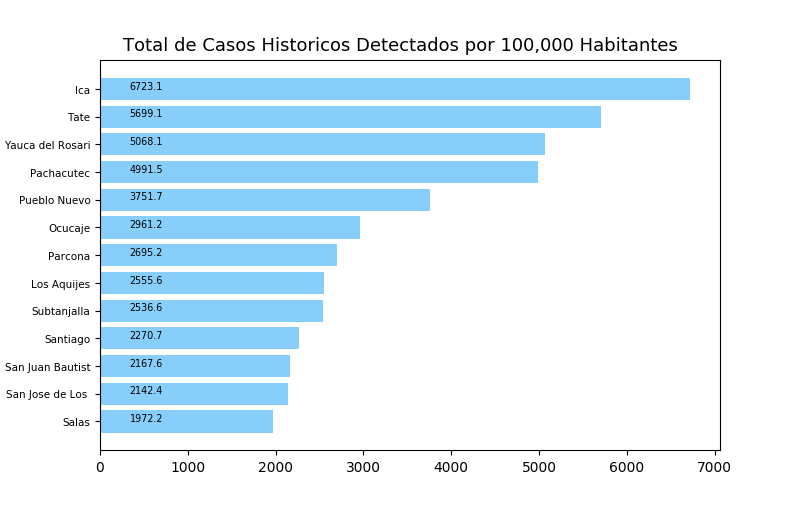 Total de Casos Historicos Detectados por 100,000 Habitantes
Ica 6723.1
Tate 5699.1
Yauca del Rosari 5068.1
Pachacutec 4991.5
Pueblo Nuevo 3751.7
Ocucaje 2961.2
Parcona 2695.2
Los Aquijes 2555.6
Subtanjalla 2536.6
Santiago 2270.7
San Juan Bautist 2167.6
San Jose de Los 2142.4
Salas 1972.2
0 1000 2000 3000 4000 5000 6000 7000